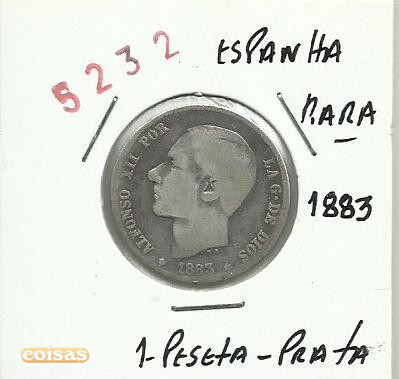 5232
ESPANHA
RARA
1883
ALFONSO XII POR LA G. DE DIOS
* 1883 *
1-PESETA-PRATA
coisas